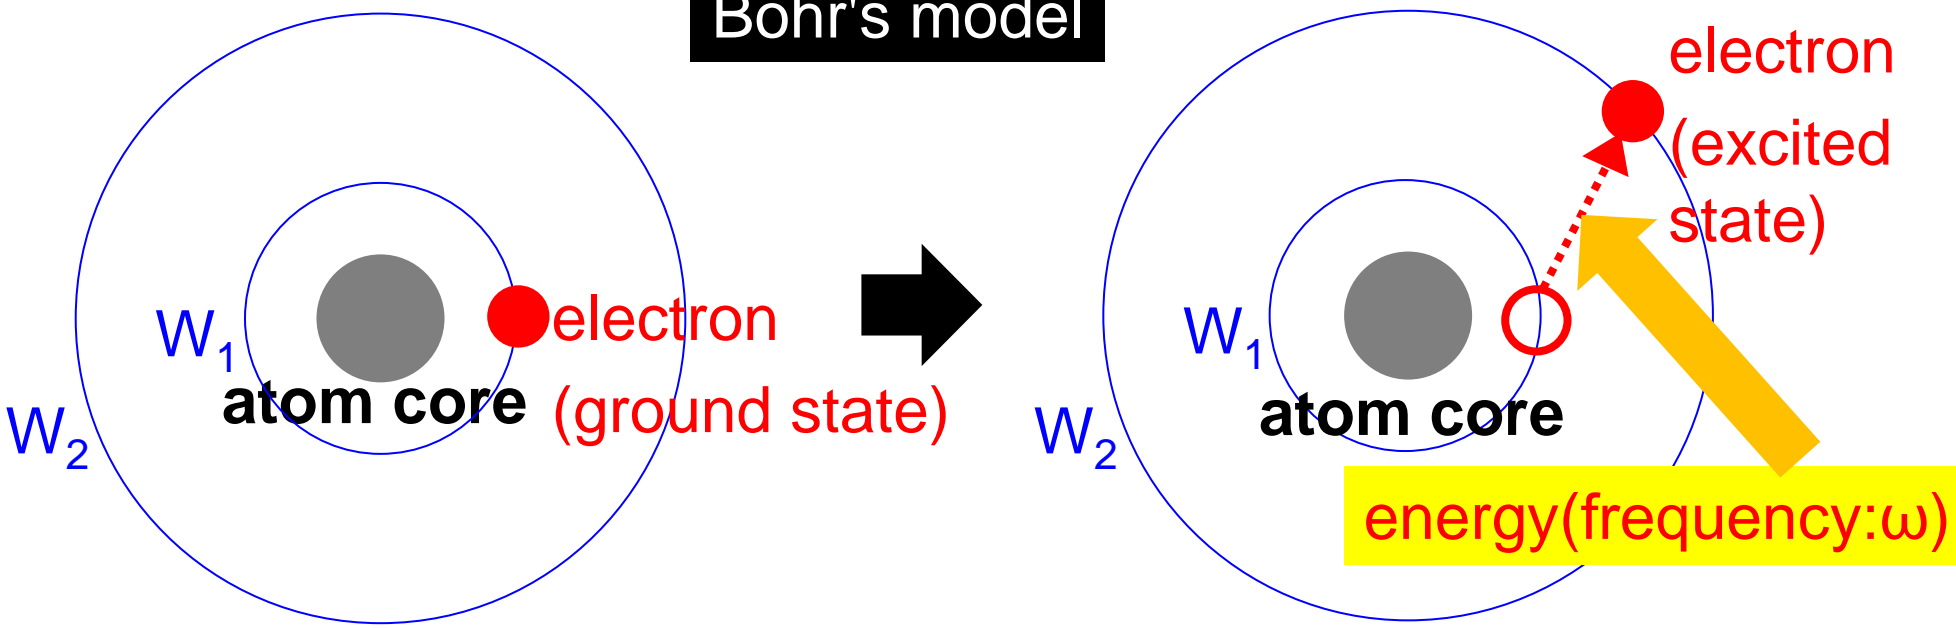 Bohr's model
W₁
W₂
atom core
electron
(ground state)
electron
(excited
state)
W₁
W₂
atom core
energy(frequency:ω)